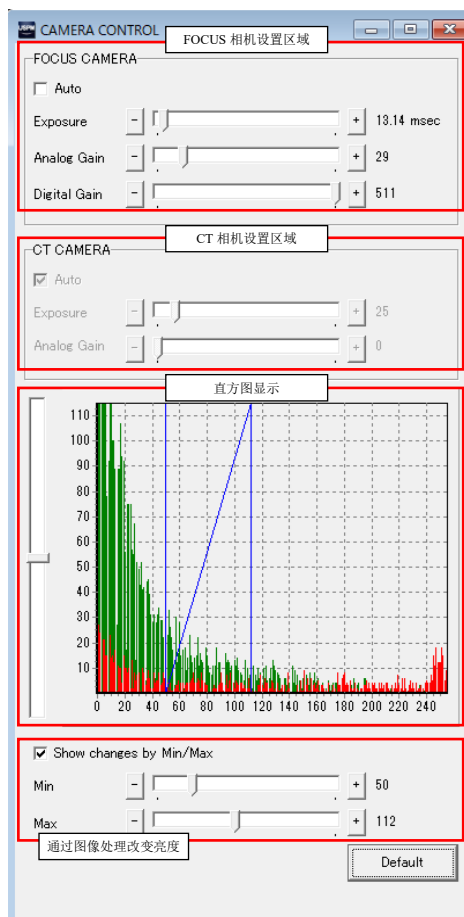 CAMERA CONTROL
FOCUS 相机设置区域
FOCUS CAMERA
Auto
Exposure - + 13.14 msec
Analog Gain - + 29
Digital Gain - + 511
CT 相机设置区域
CT CAMERA
Auto
Exposure - + 25
Analog Gain - + 0
直方图显示
110
100
90
80
70
60
50
40
30
20
10
0 20 40 60 80 100 120 140 160 180 200 220 240
Show changes by Min/Max
Min - + 50
Max - + 112
通过图像处理改变亮度
Default